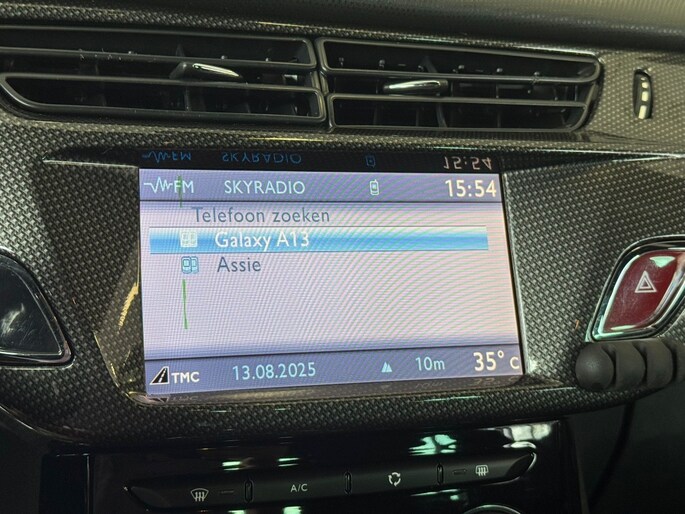 FM SKYRADIO 15:54
Telefoon zoeken
Galaxy A13
Assie
TMC 13.08.2025 10m 35° C
A/C